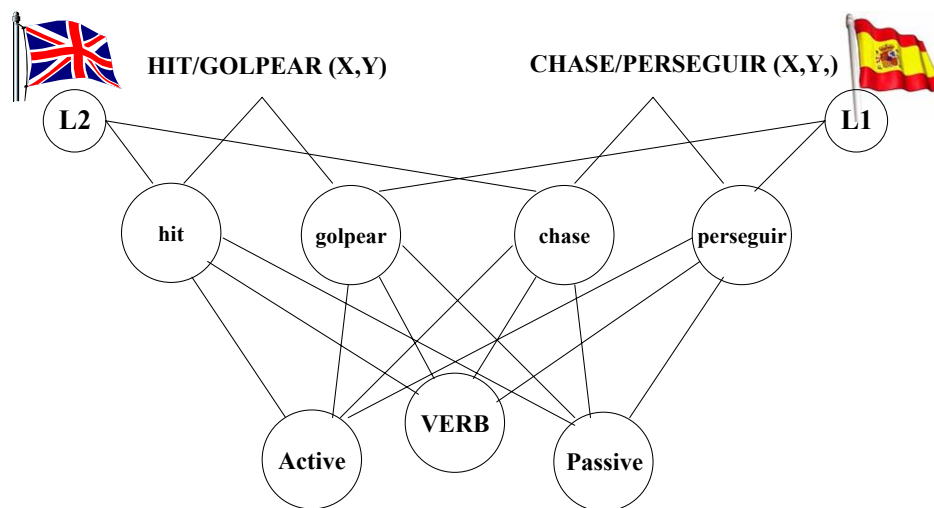 HIT/GOLPEAR (X,Y)
CHASE/PERSEGUIR (X,Y,)
L2
L1
hit
golpear
chase
perseguir
VERB
Active
Passive